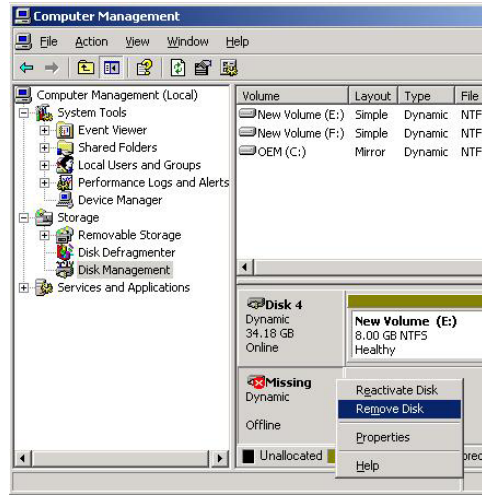 Computer Management
File Action View Window Help
Computer Management (Local)
System Tools
Event Viewer
Shared Folders
Local Users and Groups
Performance Logs and Alerts
Device Manager
Storage
Removable Storage
Disk Defragmenter
Disk Management
Services and Applications
Volume Layout Type File
New Volume (E:) Simple Dynamic NTF
New Volume (F:) Simple Dynamic NTF
OEM (C:) Mirror Dynamic NTF
Disk 4
Dynamic
34.18 GB
Online
New Volume (E:)
8.00 GB NTFS
Healthy
Missing
Dynamic
Offline
Reactivate Disk
Remove Disk
Properties
Help
Unallocated